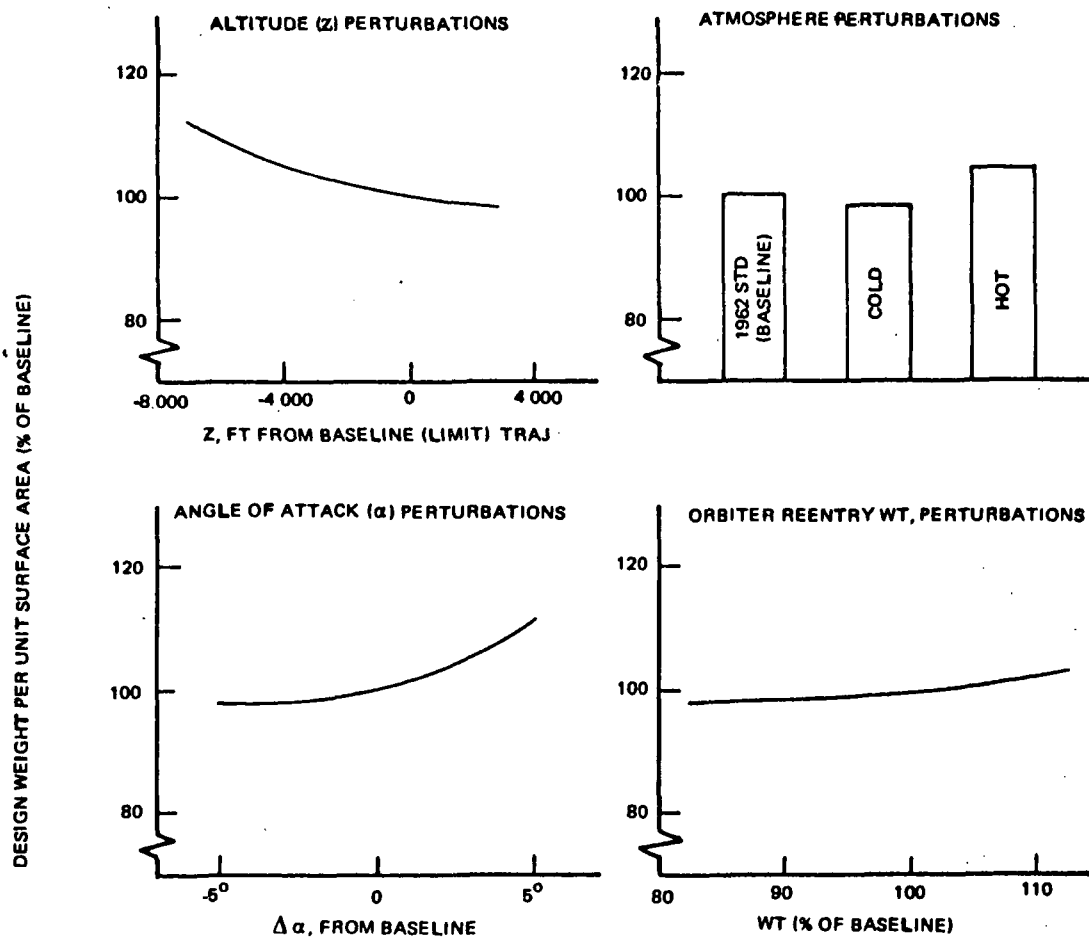 DESIGN WEIGHT PER UNIT SURFACE AREA (% OF BASELINE)
ALTITUDE (Z) PERTURBATIONS
120
100
80
-8.000
-4 000
0
4 000
Z, FT FROM BASELINE (LIMIT) TRAJ
ATMOSPHERE PERTURBATIONS
120
100
80
1962 STD
(BASELINE)
COLD
HOT
ANGLE OF ATTACK (α) PERTURBATIONS
120
100
80
-5°
0
5°
Δ α, FROM BASELINE
ORBITER REENTRY WT, PERTURBATIONS
120
100
80
80
90
100
110
WT (% OF BASELINE)